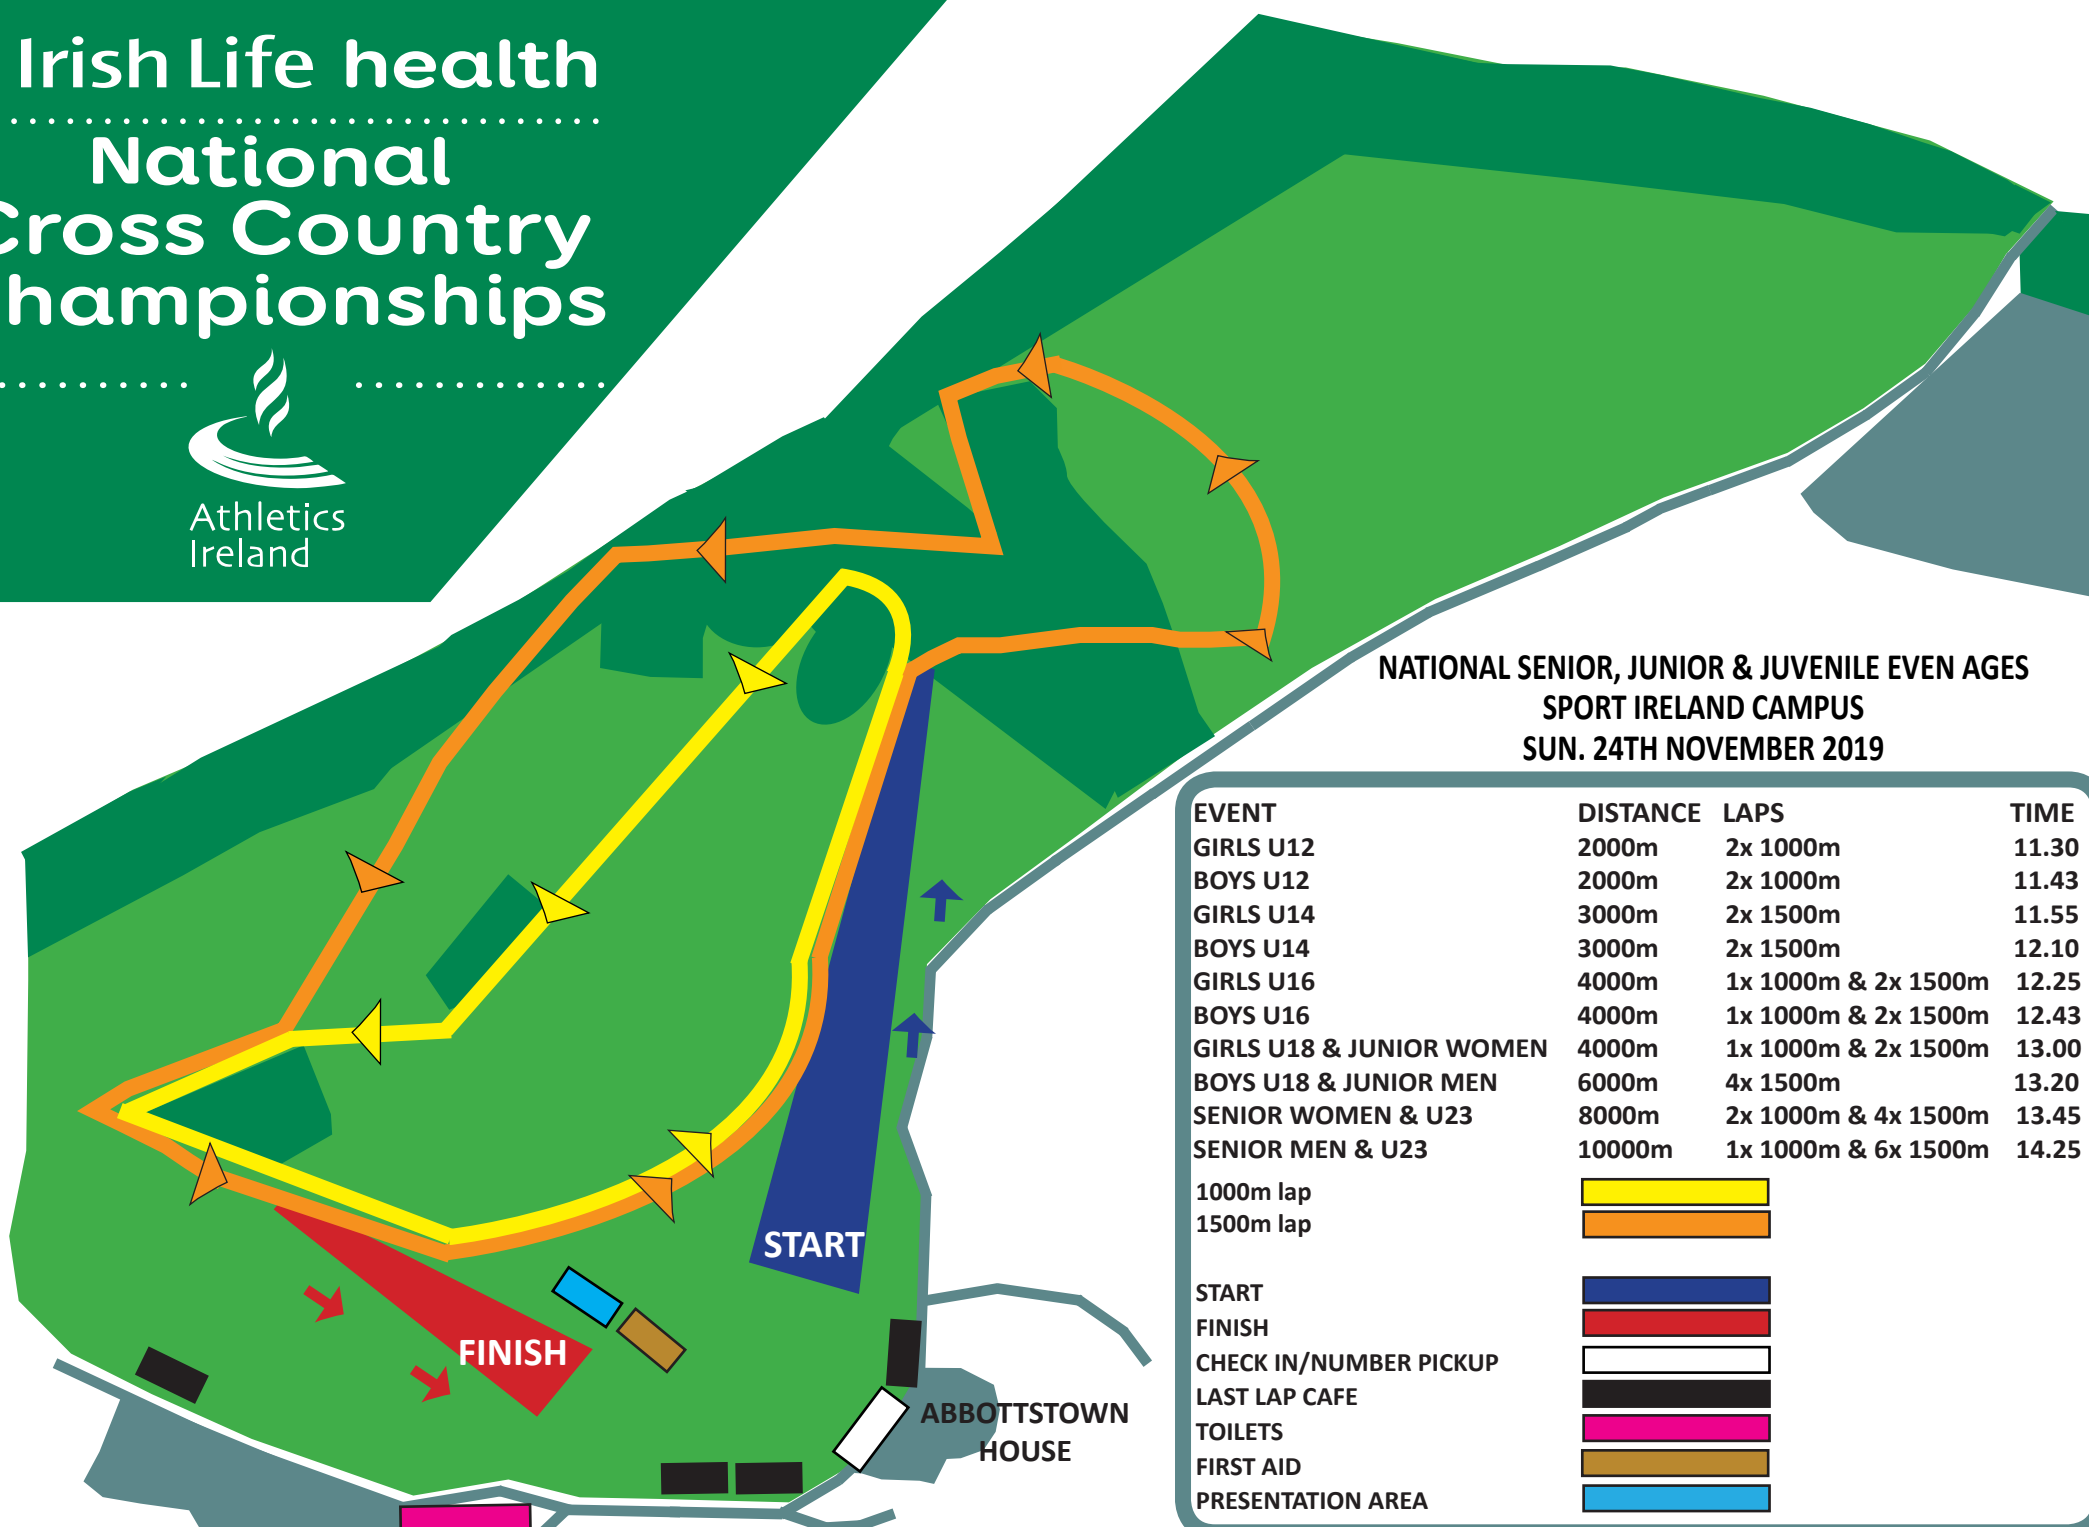 Irish Life health
National
Cross Country
hampionships
Athletics
Ireland
NATIONAL SENIOR, JUNIOR & JUVENILE EVEN AGES
SPORT IRELAND CAMPUS
SUN. 24TH NOVEMBER 2019
EVENT DISTANCE LAPS TIME
GIRLS U12 2000m 2x 1000m 11.30
BOYS U12 2000m 2x 1000m 11.43
GIRLS U14 3000m 2x 1500m 11.55
BOYS U14 3000m 2x 1500m 12.10
GIRLS U16 4000m 1x 1000m & 2x 1500m 12.25
BOYS U16 4000m 1x 1000m & 2x 1500m 12.43
GIRLS U18 & JUNIOR WOMEN 4000m 1x 1000m & 2x 1500m 13.00
BOYS U18 & JUNIOR MEN 6000m 4x 1500m 13.20
SENIOR WOMEN & U23 8000m 2x 1000m & 4x 1500m 13.45
SENIOR MEN & U23 10000m 1x 1000m & 6x 1500m 14.25
1000m lap
1500m lap
START
FINISH
CHECK IN/NUMBER PICKUP
LAST LAP CAFE
TOILETS
FIRST AID
PRESENTATION AREA
START
FINISH
ABBOTTSTOWN
HOUSE